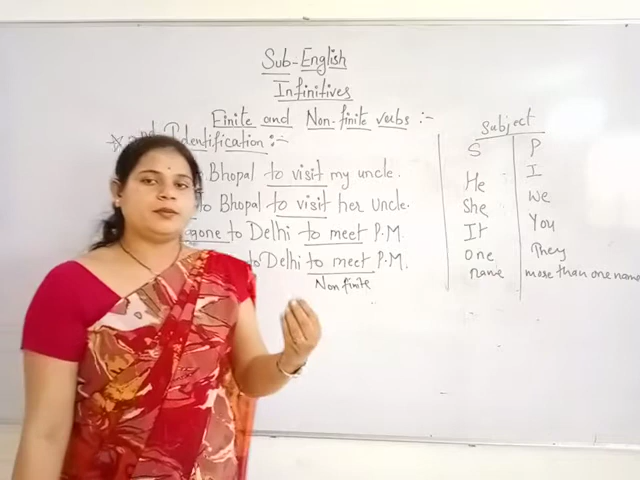 Sub-English
Infinitives
Finite and Non-finite verbs :-
2nd Identification :-
Bhopal to visit my uncle.
to Bhopal to visit her Uncle.
gone to Delhi to meet P.M.
to Delhi to meet P.M.
Non finite
Subject
S P
He I
She We
It You
One They
name more than one name